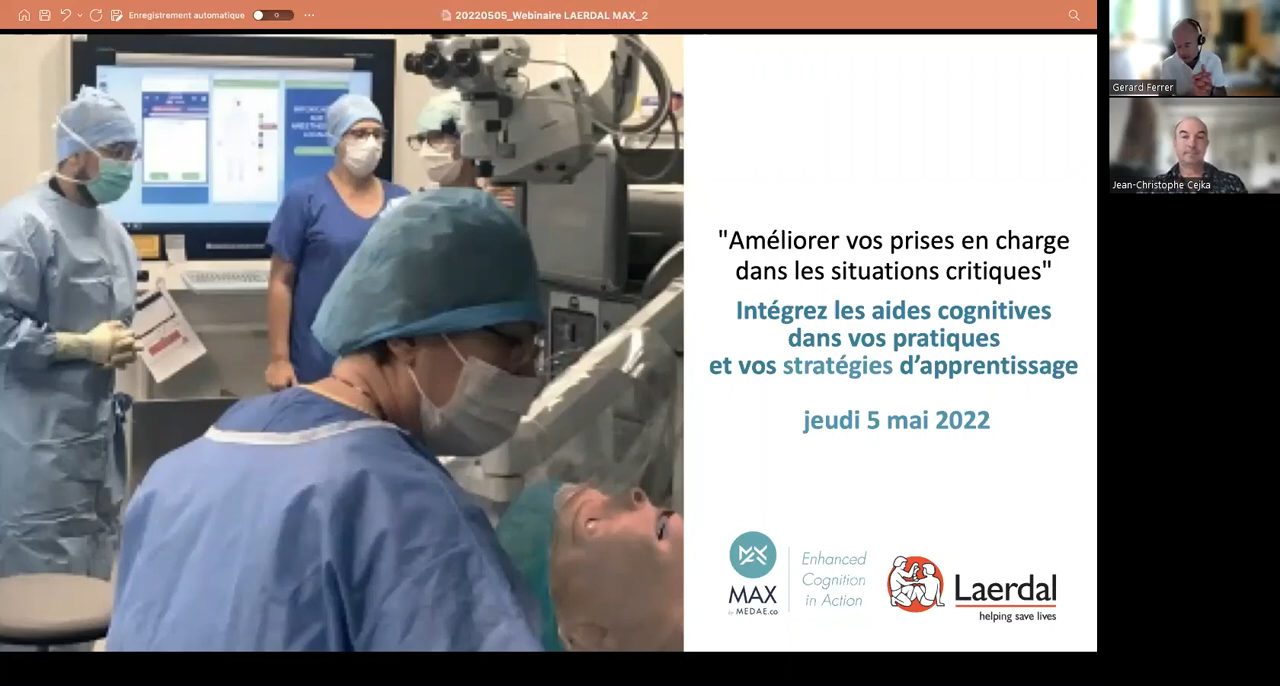 Enregistrement automatique
20220505_Webinaire LAERDAL MAX_2
Gerard Ferrer
Jean-Christophe Cejka
"Améliorer vos prises en charge
dans les situations critiques"
Intégrez les aides cognitives
dans vos pratiques
et vos stratégies d'apprentissage
jeudi 5 mai 2022
MAX
by MEDAE.co
Enhanced
Cognition
in Action
Laerdal
helping save lives